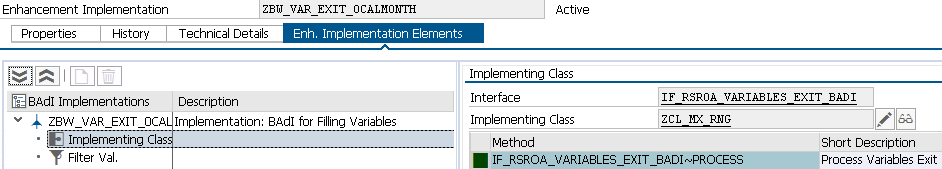 Enhancement Implementation ZBW_VAR_EXIT_0CALMONTH Active
Properties History Technical Details Enh. Implementation Elements
BAdI Implementations Description
ZBW_VAR_EXIT_0CAL Implementation: BAdI for Filling Variables
Implementing Class
Filter Val.
Implementing Class
Interface IF_RSROA_VARIABLES_EXIT_BADI
Implementing Class ZCL_MX_RNG
Method Short Description
IF_RSROA_VARIABLES_EXIT_BADI~PROCESS Process Variables Exit